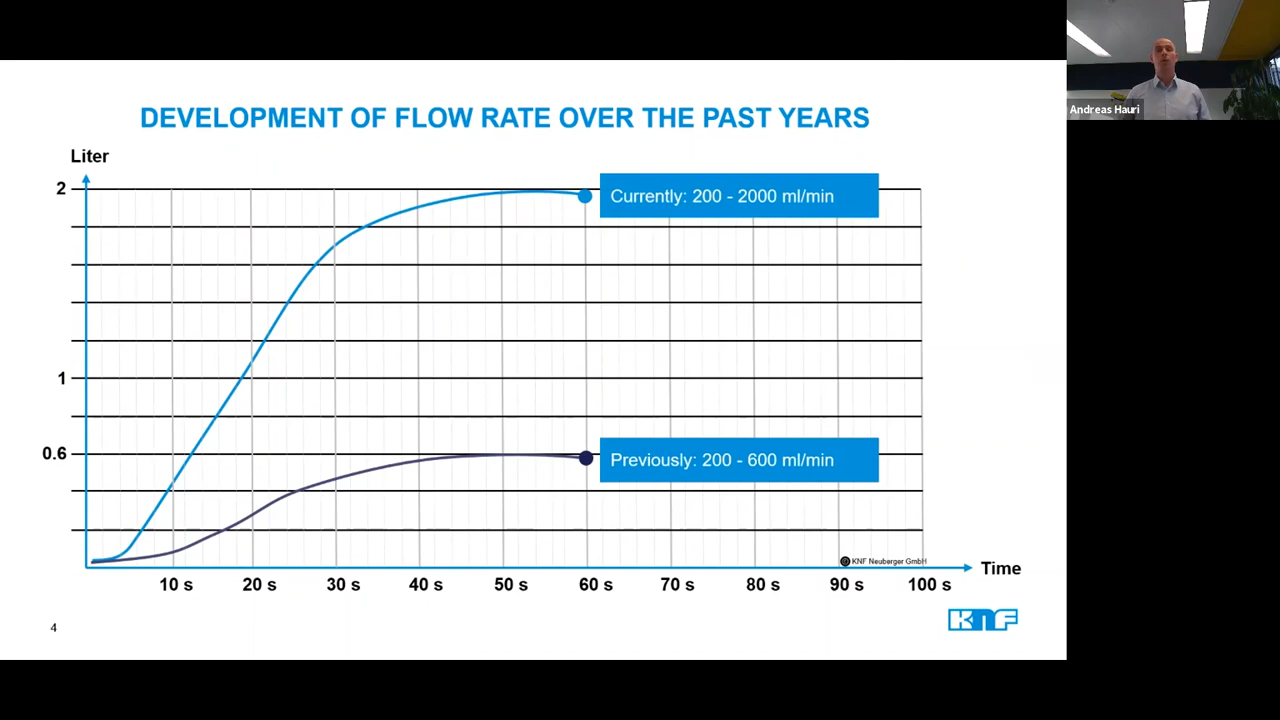 DEVELOPMENT OF FLOW RATE OVER THE PAST YEARS
Andreas Hauri
Liter
2
Currently: 200 - 2000 ml/min
1
0.6
Previously: 200 - 600 ml/min
KNF Neuberger GmbH
Time
10 s 20 s 30 s 40 s 50 s 60 s 70 s 80 s 90 s 100 s
KNF
4